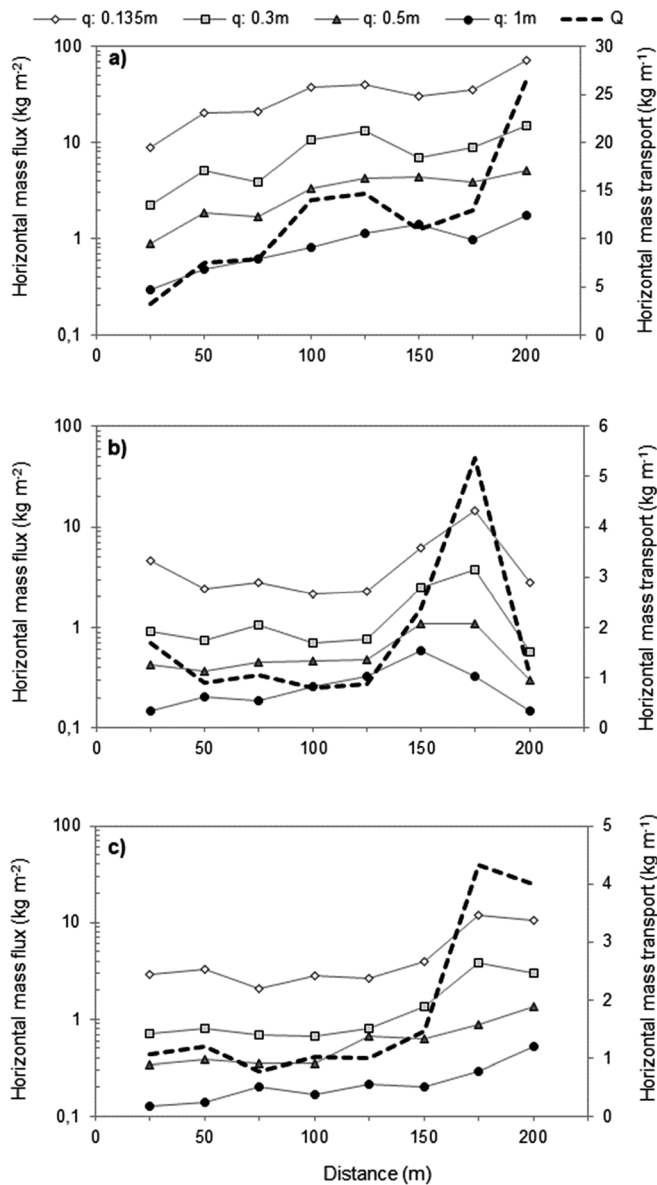 q: 0.135m q: 0.3m q: 0.5m q: 1m Q
a)
Horizontal mass flux (kg m-2)
100
10
1
0,1
Horizontal mass transport (kg m-1)
30
25
20
15
10
5
0
0 50 100 150 200
b)
Horizontal mass flux (kg m-2)
100
10
1
0,1
Horizontal mass transport (kg m-1)
6
5
4
3
2
1
0
0 50 100 150 200
c)
Horizontal mass flux (kg m-2)
100
10
1
0,1
Horizontal mass transport (kg m-1)
5
4
3
2
1
0
0 50 100 150 200
Distance (m)